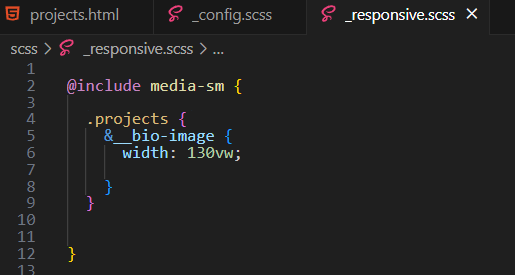 projects.html _config.scss _responsive.scss ×
scss > _responsive.scss > ...
1
2 @include media-sm {
3
4 .projects {
5 &__bio-image {
6 width: 130vw;
7
8 }
9 }
10
11
12 }
13